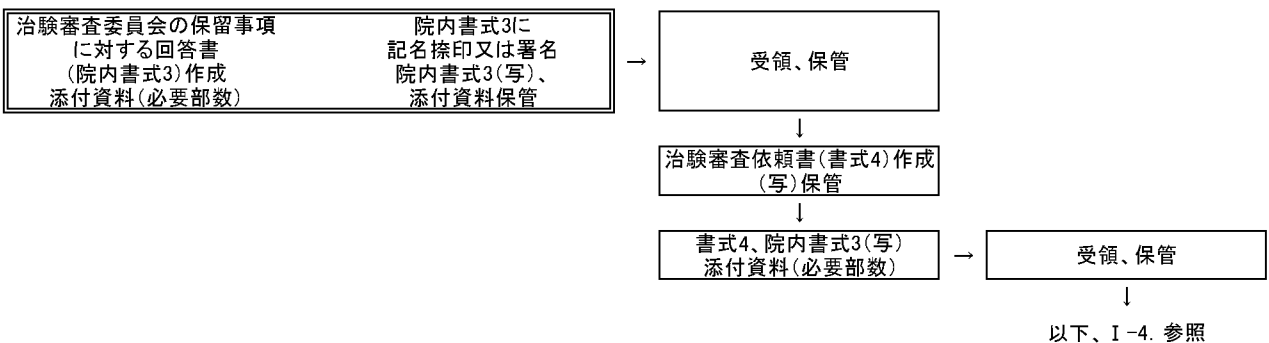 治験審査委員会の保留事項
に対する回答書
(院内書式3)作成
添付資料(必要部数)
院内書式3に
記名捺印又は署名
院内書式3(写)、
添付資料保管
→
受領、保管
↓
治験審査依頼書(書式4)作成
(写)保管
↓
書式4、院内書式3(写)
添付資料(必要部数)
→
受領、保管
↓
以下、Ⅰ-4. 参照